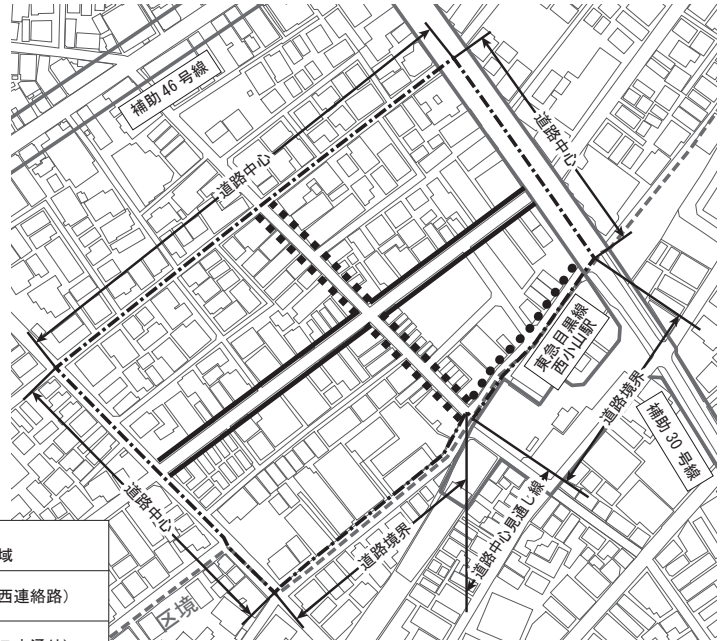 補助46号線
道路中心
道路中心
東急目黒線
西小山駅
道路境界
補助30号線
道路中心
道路境界
道路中心見通し線
区境
域
西連絡路）